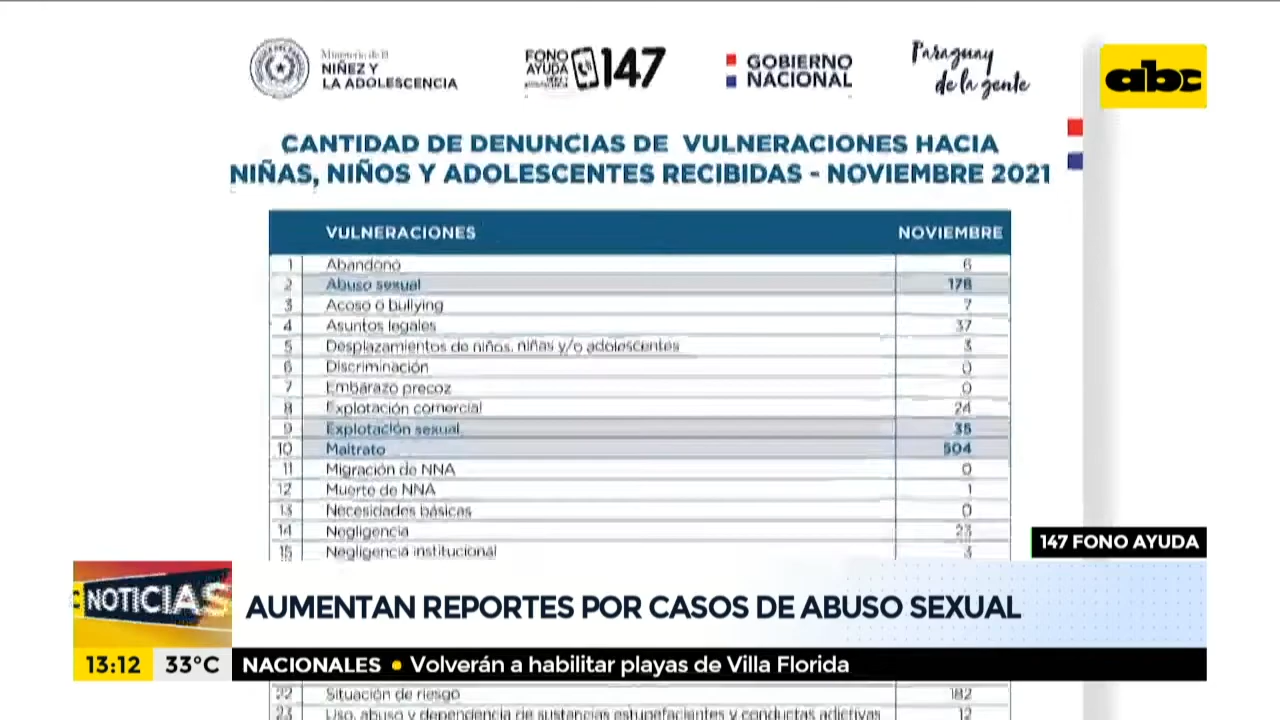 Ministerio de la
NIÑEZ Y
LA ADOLESCENCIA
FONO
AYUDA
147
GOBIERNO
NACIONAL
Paraguay
de la gente
abc
CANTIDAD DE DENUNCIAS DE VULNERACIONES HACIA
NIÑAS, NIÑOS Y ADOLESCENTES RECIBIDAS - NOVIEMBRE 2021
VULNERACIONES NOVIEMBRE
1 Abandono 6
2 Abuso sexual 178
3 Acoso o bullying 7
4 Asuntos legales 37
5 Desplazamientos de niños, niñas y/o adolescentes 3
6 Discriminación 0
7 Embarazo precoz 0
8 Explotación comercial 24
9 Explotación sexual 35
10 Maltrato 504
11 Migración de NNA 0
12 Muerte de NNA 1
13 Necesidades básicas 0
14 Negligencia 23
15 Negligencia institucional 3
147 FONO AYUDA
NOTICIAS
AUMENTAN REPORTES POR CASOS DE ABUSO SEXUAL
13:12 33°C NACIONALES • Volverán a habilitar playas de Villa Florida
22 Situación de riesgo 182
23 Uso, abuso y dependencia de sustancias estupefacientes y conductas adictivas 12